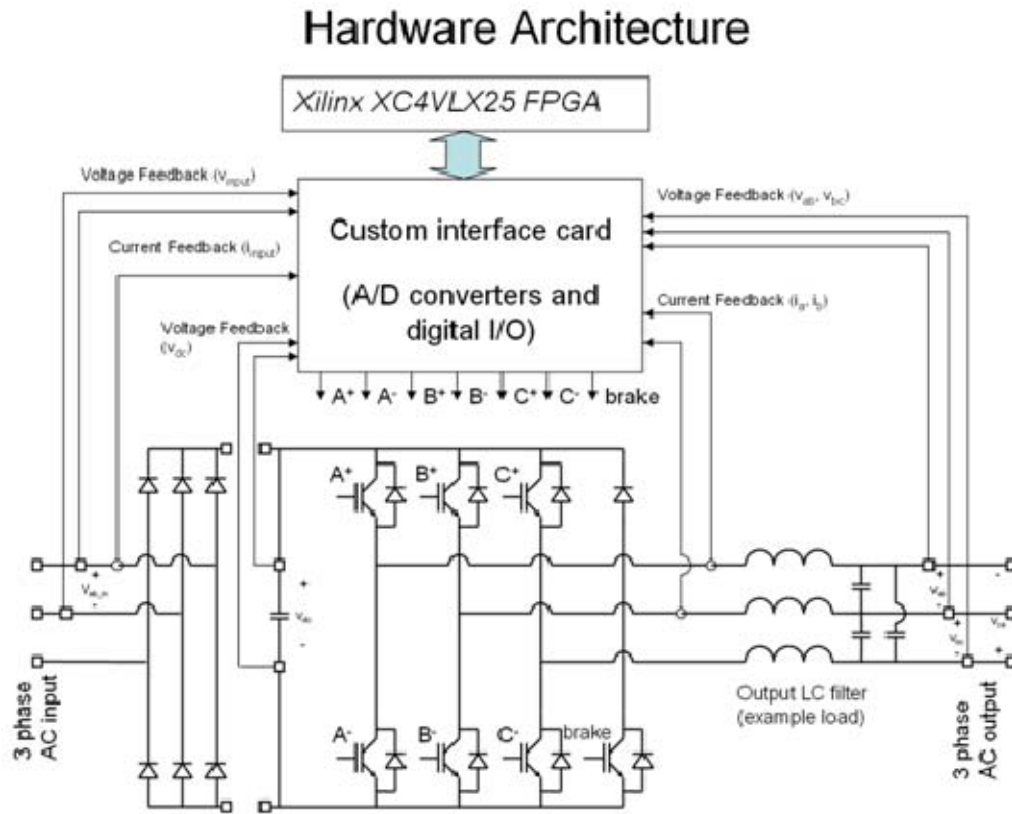 Hardware Architecture
Xilinx XC4VLX25 FPGA
Voltage Feedback (v_input)
Voltage Feedback (v_ab, v_bc)
Custom interface card
Current Feedback (i_input)
(A/D converters and
digital I/O)
Current Feedback (i_a, i_b)
Voltage Feedback
(v_dc)
A⁺ A⁻ B⁺ B⁻ C⁺ C⁻ brake
A⁺ B⁺ C⁺
+
V_ab_in
-
+
v_dc
-
+
v_ab
-
+
-
-
+
Output LC filter
(example load)
3 phase
AC input
A⁻ B⁻ C⁻ brake
3 phase
AC output